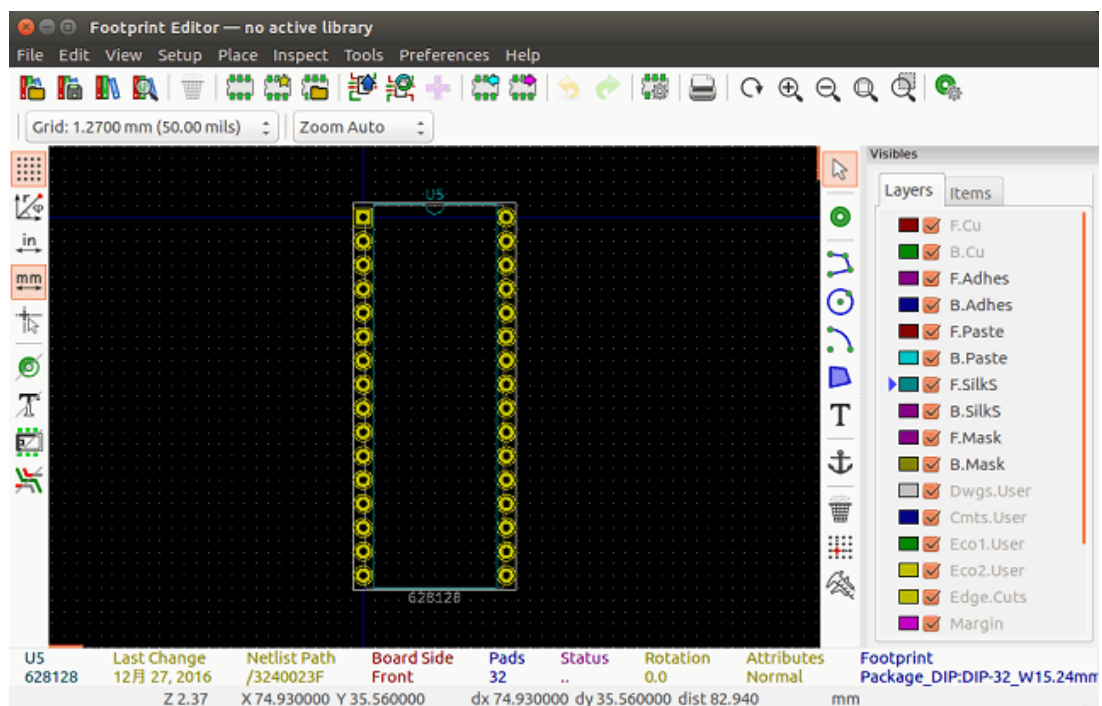 Footprint Editor — no active library
File Edit View Setup Place Inspect Tools Preferences Help
Grid: 1.2700 mm (50.00 mils) Zoom Auto
in
mm
U5
628128
T
Visibles
Layers Items
F.Cu
B.Cu
F.Adhes
B.Adhes
F.Paste
B.Paste
F.SilkS
B.SilkS
F.Mask
B.Mask
Dwgs.User
Cmts.User
Eco1.User
Eco2.User
Edge.Cuts
Margin
U5 Last Change Netlist Path Board Side Pads Status Rotation Attributes Footprint
628128 12月 27, 2016 /3240023F Front 32 .. 0.0 Normal Package_DIP:DIP-32_W15.24mm
Z 2.37 X 74.930000 Y 35.560000 dx 74.930000 dy 35.560000 dist 82.940 mm